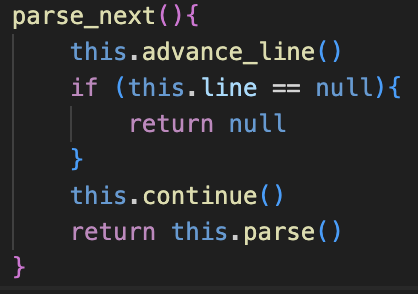 parse_next(){
    this.advance_line()
    if (this.line == null){
        return null
    }
    this.continue()
    return this.parse()
}